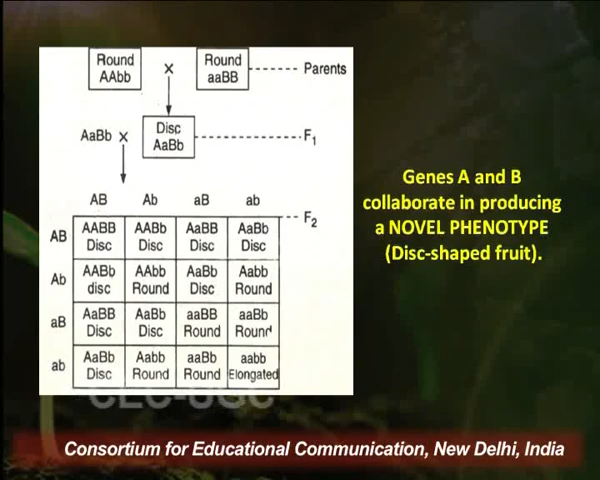 Round Round
AAbb × aaBB Parents
AaBb × Disc F1
AaBb
AB Ab aB ab
F2
AB AABB AABb AaBB AaBb
Disc Disc Disc Disc
Ab AABb AAbb AaBb Aabb
disc Round Disc Round
aB AaBB AaBb aaBB aaBb
Disc Disc Round Round
ab AaBb Aabb aaBb aabb
Disc Round Round Elongated
Genes A and B
collaborate in producing
a NOVEL PHENOTYPE
(Disc-shaped fruit).
CEC-UGC
Consortium for Educational Communication, New Delhi, India